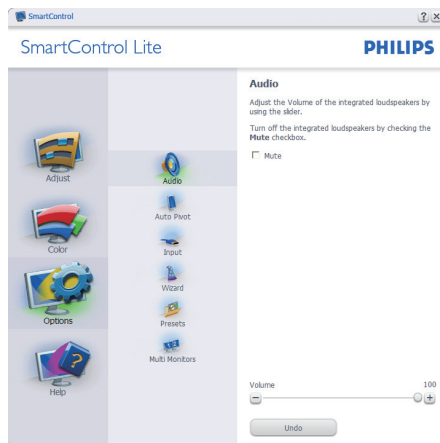 SmartControl
SmartControl Lite
PHILIPS
Adjust
Color
Options
Help
Audio
Auto Pivot
Input
Wizard
Presets
Multi Monitors
Audio
Adjust the Volume of the integrated loudspeakers by
using the slider.
Turn off the integrated loudspeakers by checking the
Mute checkbox.
Mute
Volume 100
Undo